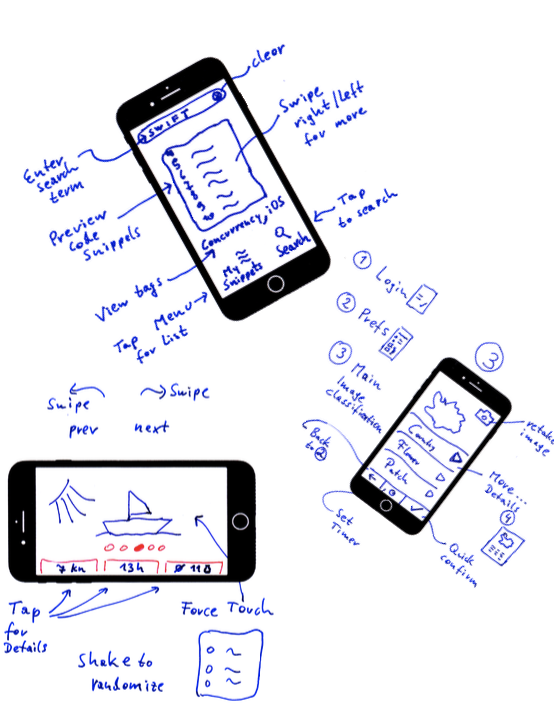 clear
SWIFT
Swipe
right/left
for more
Enter
search
term
Preview
code
Snippets
Concurrency, iOS
Tap
to search
Search
My
Snippets
View tags
Tap Menu
for List
1 Login
2 Prefs
3 Main
Image
classification
3
retake
image
Country
Flower
Patch
Back
to 2
More...
Details
4
Set
Timer
Quick
confirm
Swipe
prev
Swipe
next
7 kn
13h
Tap
for
Details
Force Touch
Shake to
randomize